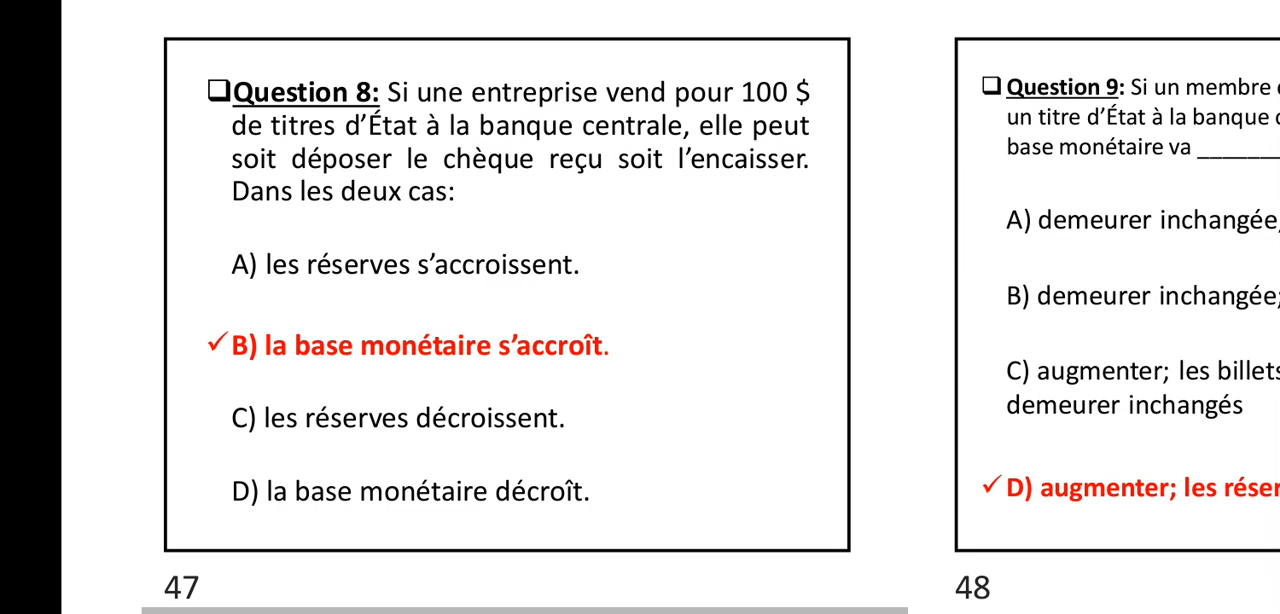 ❑Question 8: Si une entreprise vend pour 100 $
de titres d’État à la banque centrale, elle peut
soit déposer le chèque reçu soit l’encaisser.
Dans les deux cas:
A) les réserves s’accroissent.
✓ B) la base monétaire s’accroît.
C) les réserves décroissent.
D) la base monétaire décroît.
47
❑ Question 9: Si un membre
un titre d’État à la banque
base monétaire va ______
A) demeurer inchangée;
B) demeurer inchangée;
C) augmenter; les billets
demeurer inchangés
✓ D) augmenter; les
48